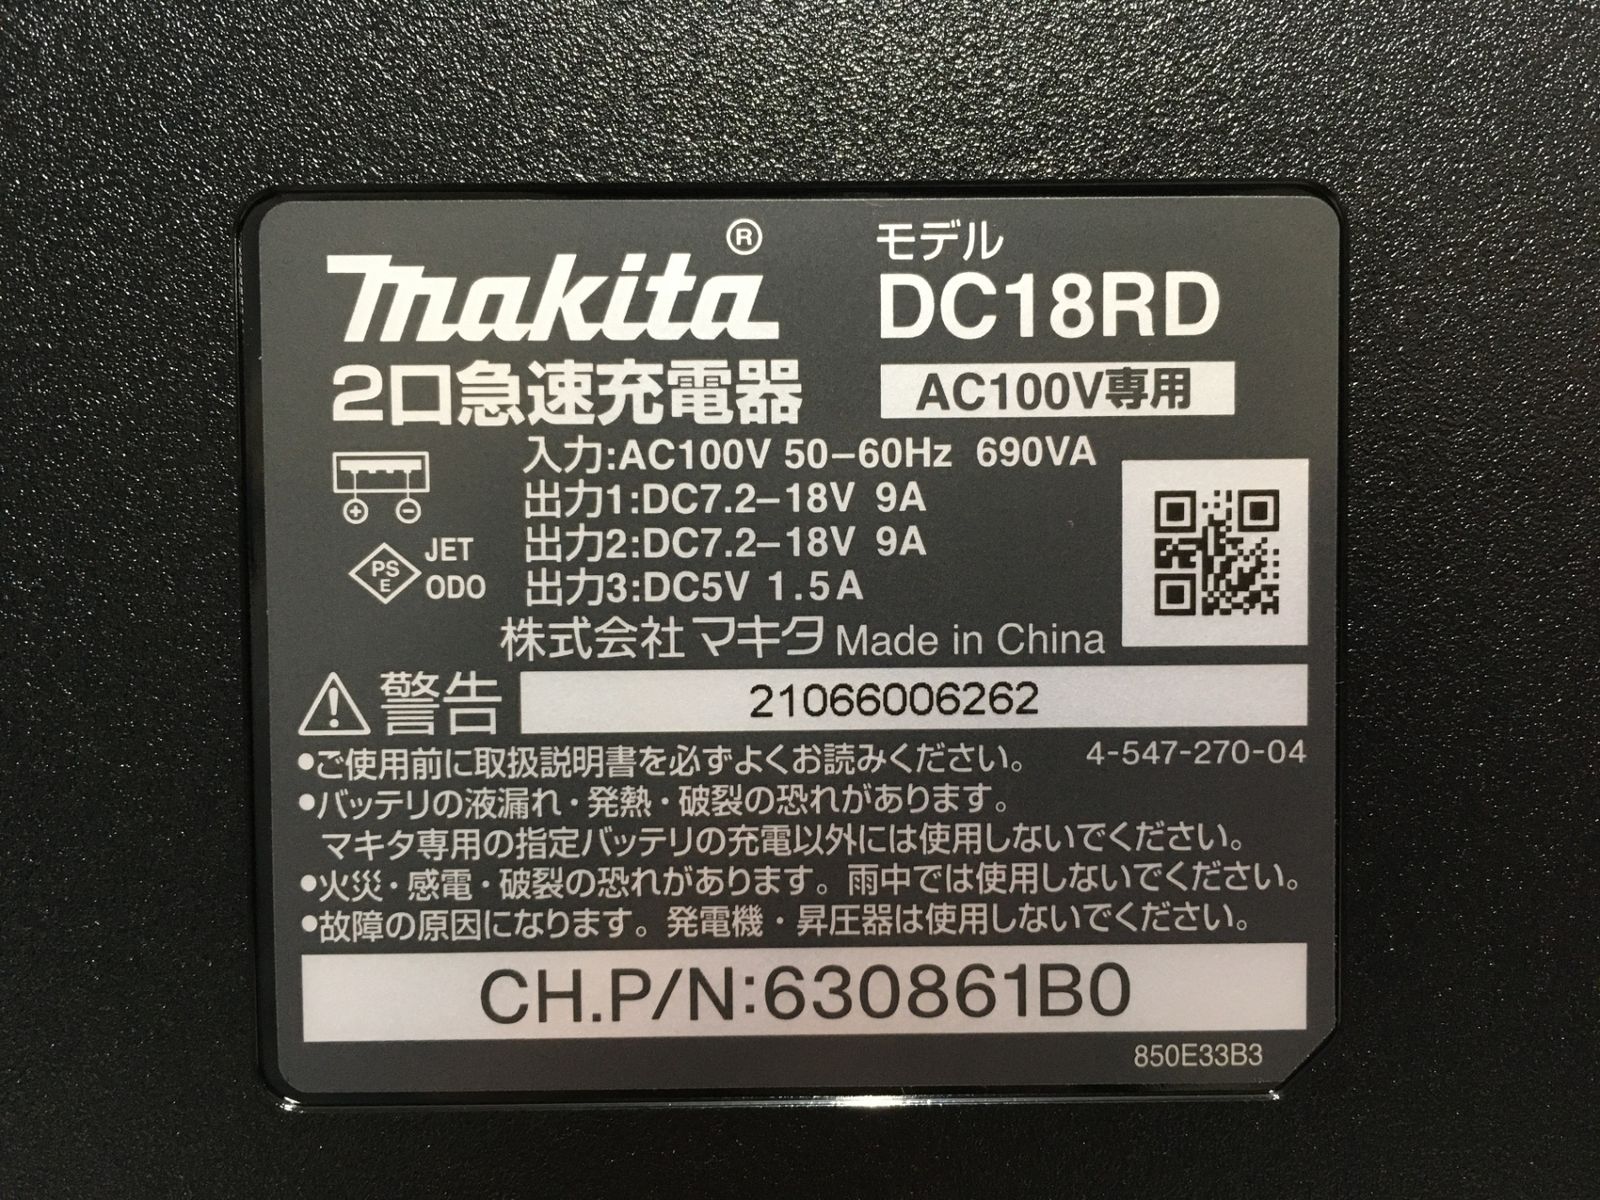 makita®
モデル
DC18RD
2口急速充電器
AC100V専用
入力:AC100V 50–60Hz 690VA
出力1:DC7.2–18V 9A
出力2:DC7.2–18V 9A
出力3:DC5V 1.5A
PS
E
JET
ODO
株式会社マキタ Made in China
警告
21066006262
●ご使用前に取扱説明書を必ずよくお読みください。 4-547-270-04
●バッテリの液漏れ・発熱・破裂の恐れがあります。
マキタ専用の指定バッテリの充電以外には使用しないでください。
●火災・感電・破裂の恐れがあります。雨中では使用しないでください。
●故障の原因になります。発電機・昇圧器は使用しないでください。
CH.P/N:630861B0
850E33B3